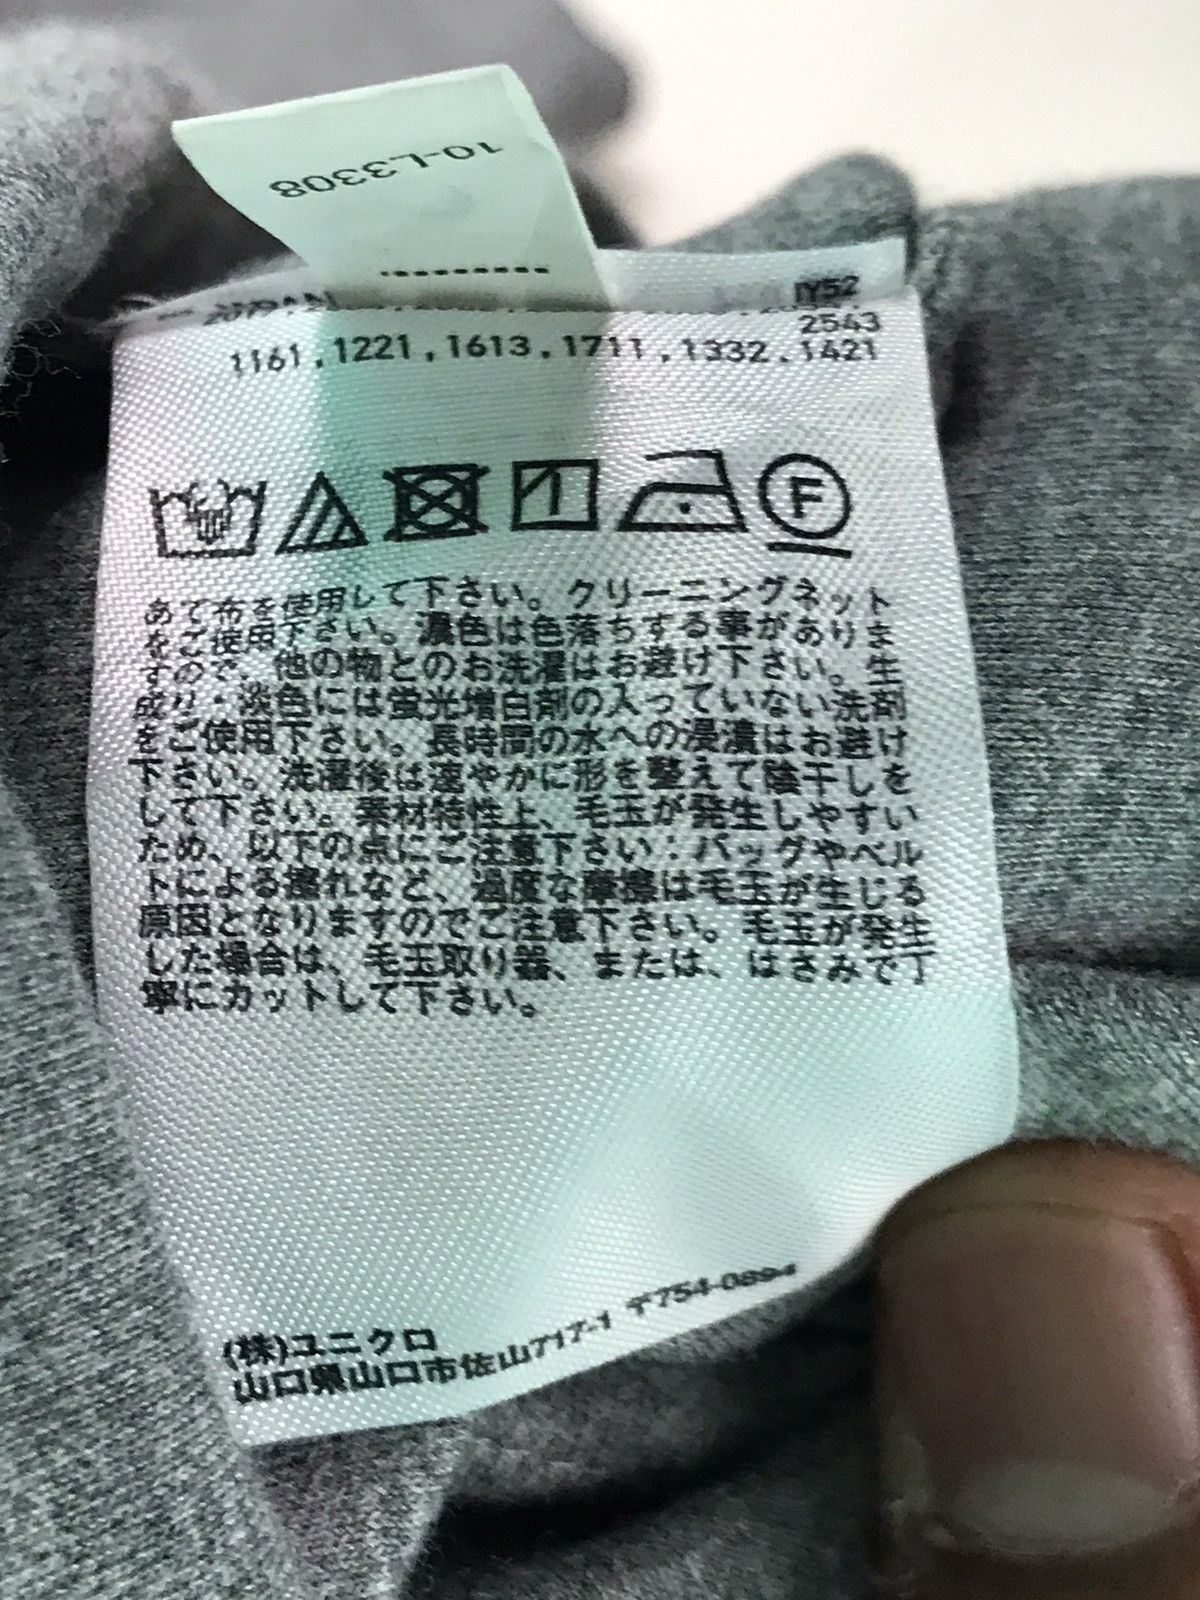 10-L3308
JAPAN
IY52
2543
1161,1221,1613,1711,1332,1421
F
あて布を使用して下さい。クリーニングネット
をご使用下さい。濃色は色落ちする事がありま
すので、他の物とのお洗濯はお避け下さい。生
成り・淡色には蛍光増白剤の入っていない洗剤
をご使用下さい。長時間の水への浸漬はお避け
下さい。洗濯後は速やかに形を整えて陰干しを
して下さい。素材特性上、毛玉が発生しやすい
ため、以下の点にご注意下さい:バッグやベル
トによる擦れなど、過度な摩擦は毛玉が生じる
原因となりますのでご注意下さい。毛玉が発生
した場合は、毛玉取り器、または、はさみで丁
寧にカットして下さい。
(株)ユニクロ
山口県山口市佐山717-1 〒754-0894